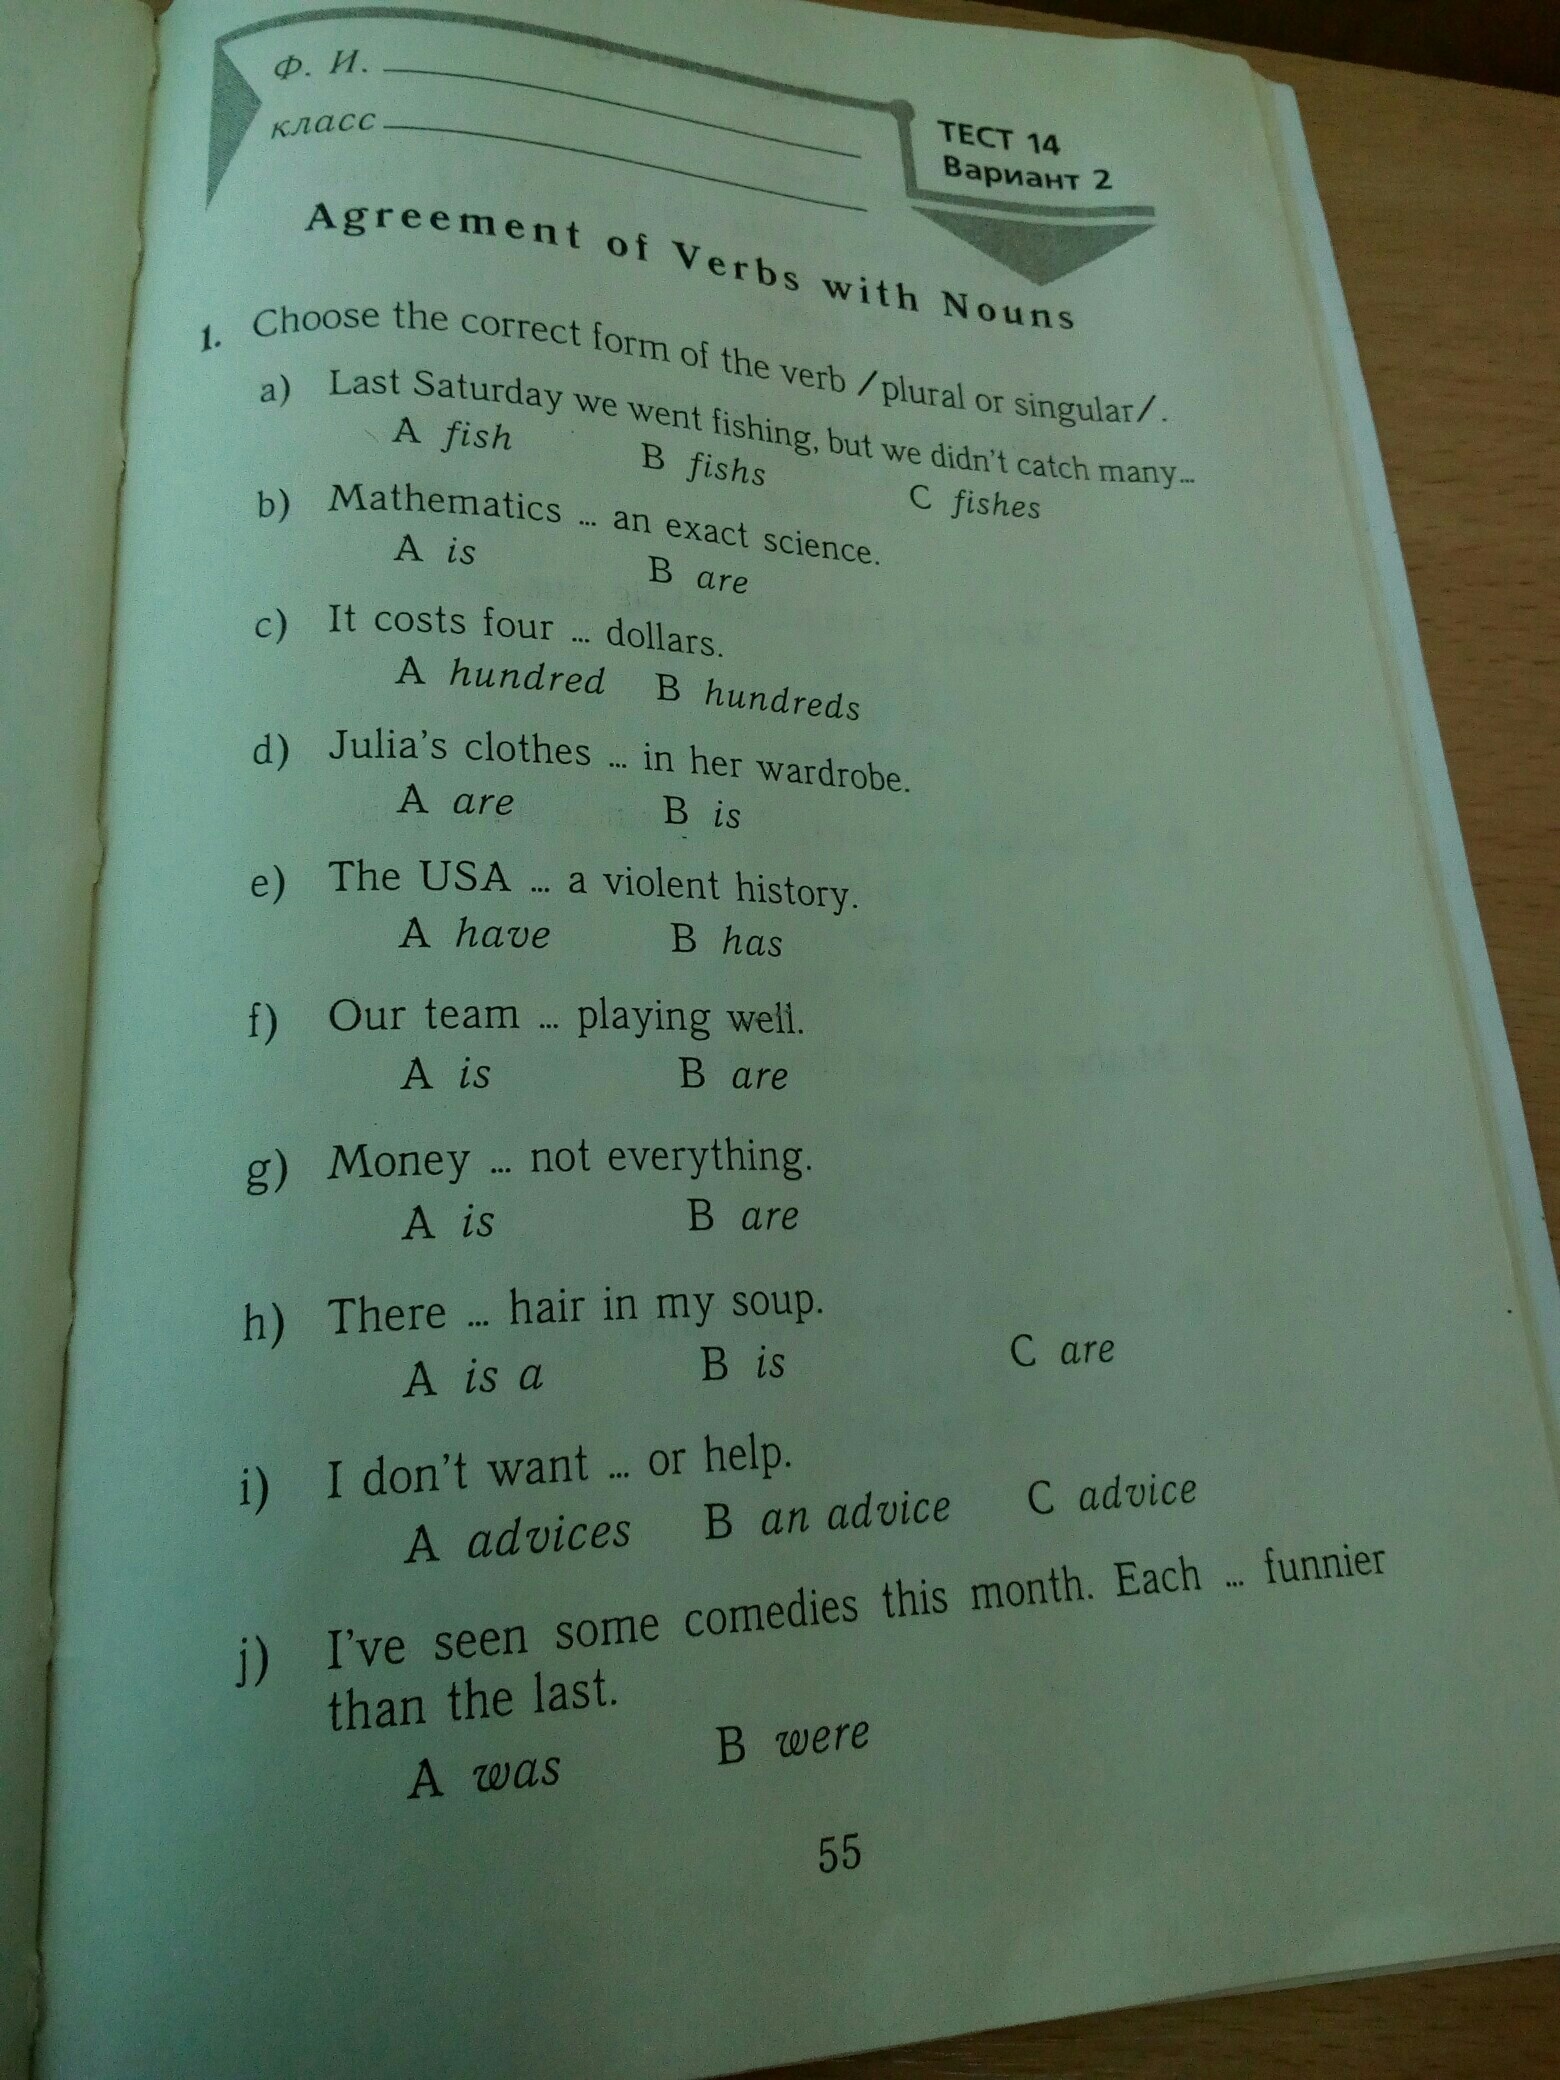 Ф. И.
класс
ТЕСТ 14
Вариант 2
Agreement of Verbs with Nouns
1. Choose the correct form of the verb /plural or singular/.
a) Last Saturday we went fishing, but we didn't catch many...
A fish B fishs C fishes
b) Mathematics ... an exact science.
A is B are
c) It costs four ... dollars.
A hundred B hundreds
d) Julia's clothes ... in her wardrobe.
A are B is
e) The USA ... a violent history.
A have B has
f) Our team ... playing well.
A is B are
g) Money ... not everything.
A is B are
h) There ... hair in my soup.
A is a B is C are
i) I don't want ... or help.
A advices B an advice C advice
j) I've seen some comedies this month. Each ... funnier
than the last.
A was B were
55